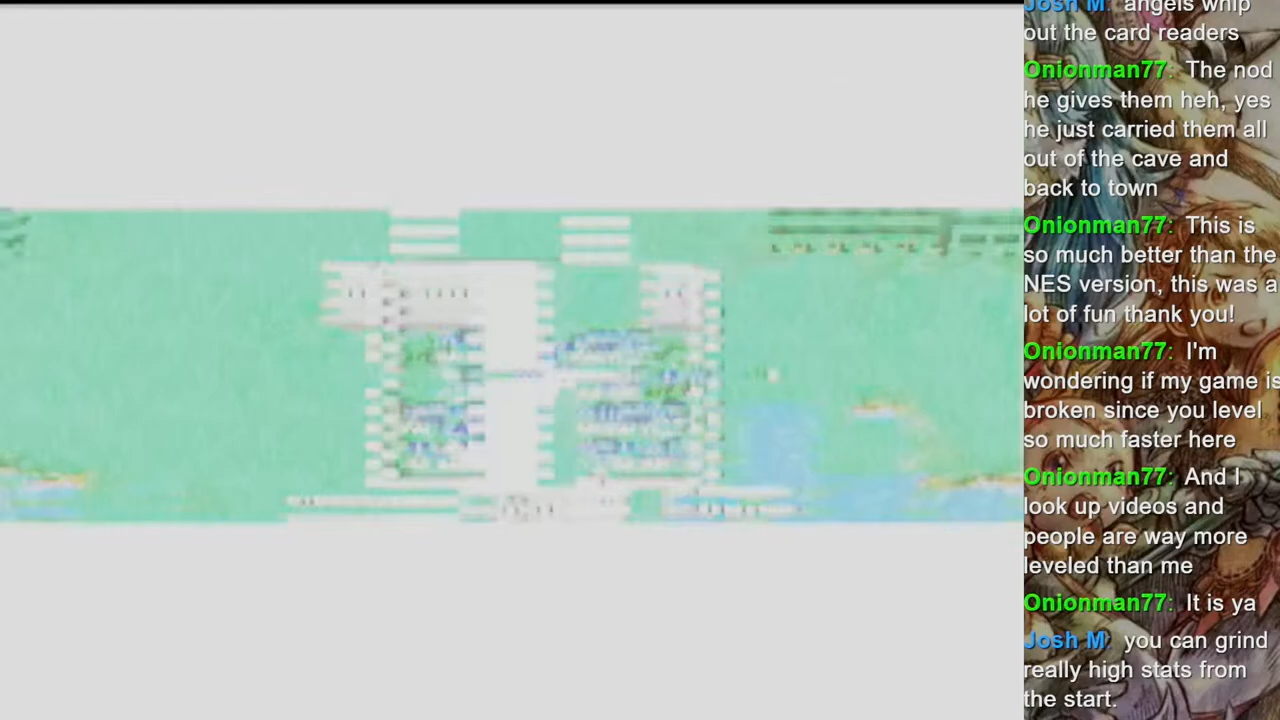 Josh M: angels whip
out the card readers
Onionman77: The nod
he gives them heh, yes
he just carried them all
out of the cave and
back to town
Onionman77: This is
so much better than the
NES version, this was a
lot of fun thank you!
Onionman77: I'm
wondering if my game is
broken since you level
so much faster here
Onionman77: And I
look up videos and
people are way more
leveled than me
Onionman77: It is ya
Josh M: you can grind
really high stats from
the start.